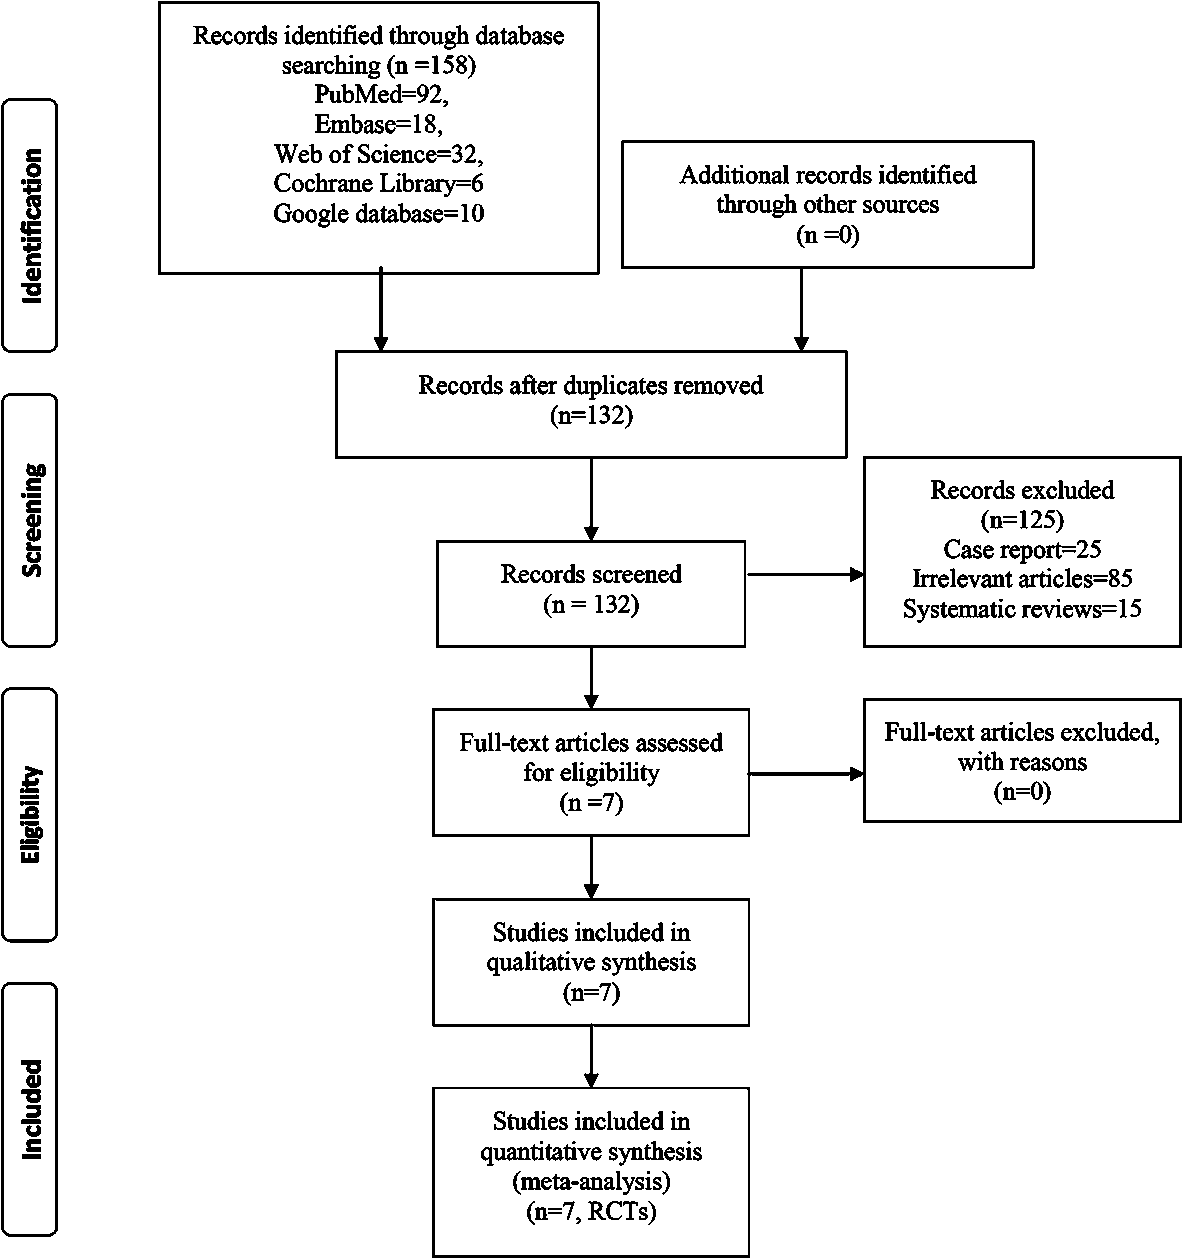 Identification
Records identified through database
searching (n =158)
PubMed=92,
Embase=18,
Web of Science=32,
Cochrane Library=6
Google database=10
Additional records identified
through other sources
(n =0)
Records after duplicates removed
(n=132)
Screening
Records screened
(n = 132)
Records excluded
(n=125)
Case report=25
Irrelevant articles=85
Systematic reviews=15
Eligibility
Full-text articles assessed
for eligibility
(n =7)
Full-text articles excluded,
with reasons
(n=0)
Studies included in
qualitative synthesis
(n=7)
Included
Studies included in
quantitative synthesis
(meta-analysis)
(n=7, RCTs)